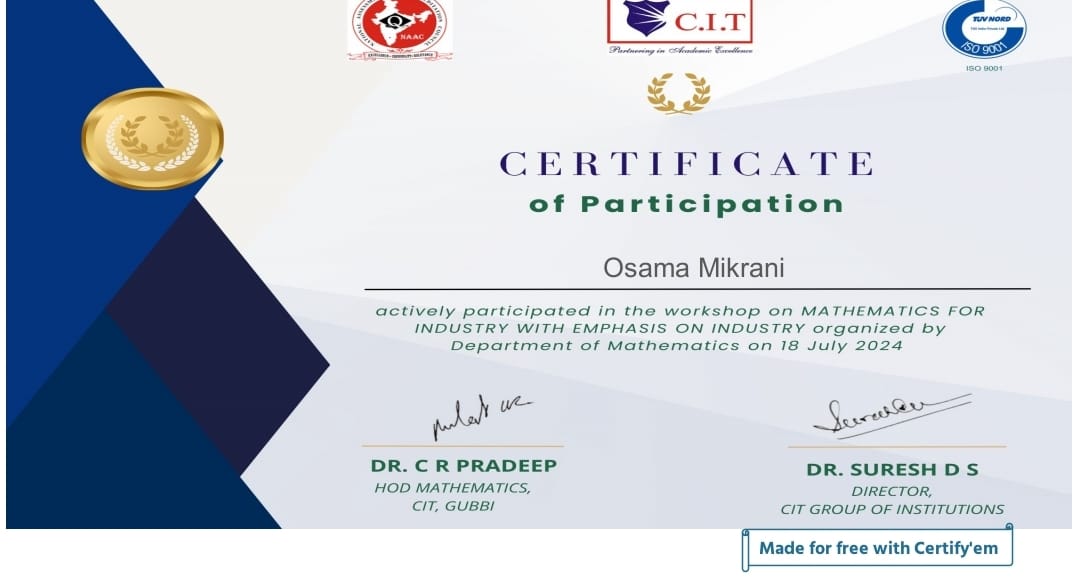 NAAC
C.I.T
Partnering in Academic Excellence
TUV NORD
ISO 9001
ISO 9001
CERTIFICATE
of Participation
Osama Mikrani
actively participated in the workshop on MATHEMATICS FOR
INDUSTRY WITH EMPHASIS ON INDUSTRY organized by
Department of Mathematics on 18 July 2024
DR. C R PRADEEP
HOD MATHEMATICS,
CIT, GUBBI
DR. SURESH D S
DIRECTOR,
CIT GROUP OF INSTITUTIONS
Made for free with Certify'em